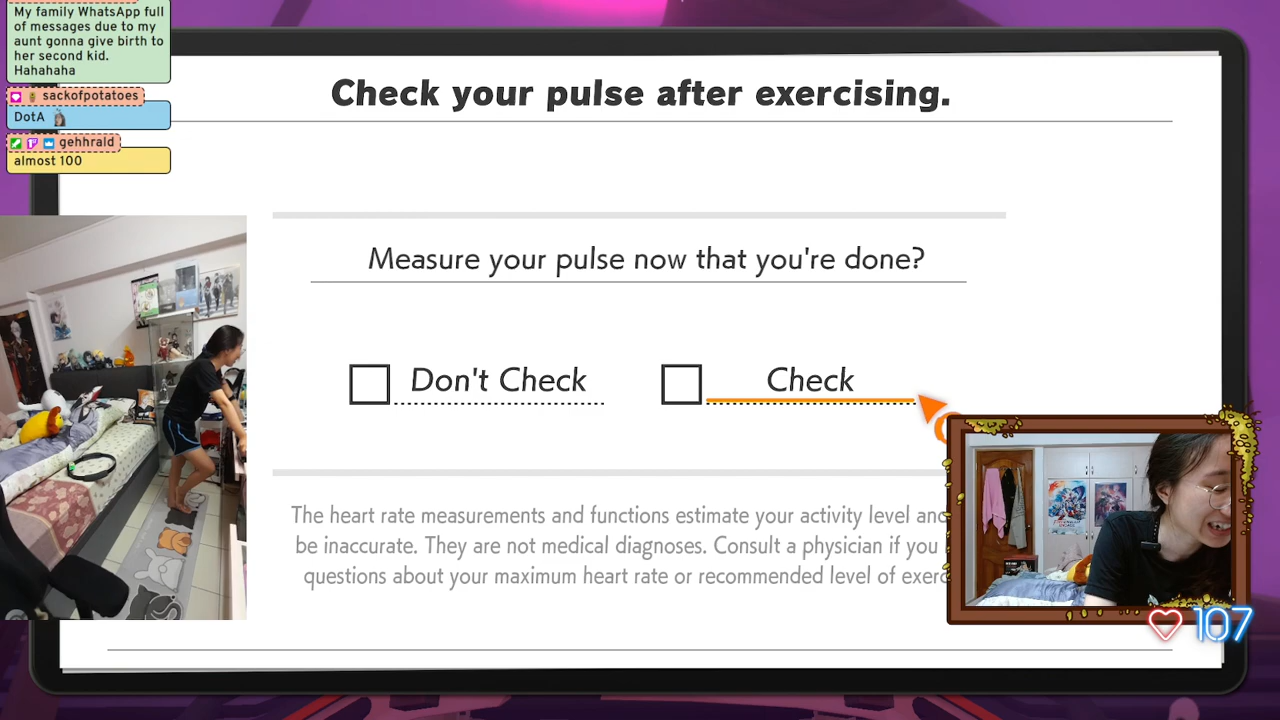 My family WhatsApp full
of messages due to my
aunt gonna give birth to
her second kid.
Hahahaha
sackofpotatoes
DotA
gehhrald
almost 100
Check your pulse after exercising.
Measure your pulse now that you're done?
Don't Check
Check
The heart rate measurements and functions estimate your activity level and
be inaccurate. They are not medical diagnoses. Consult a physician if you
questions about your maximum heart rate or recommended level of exerc
107